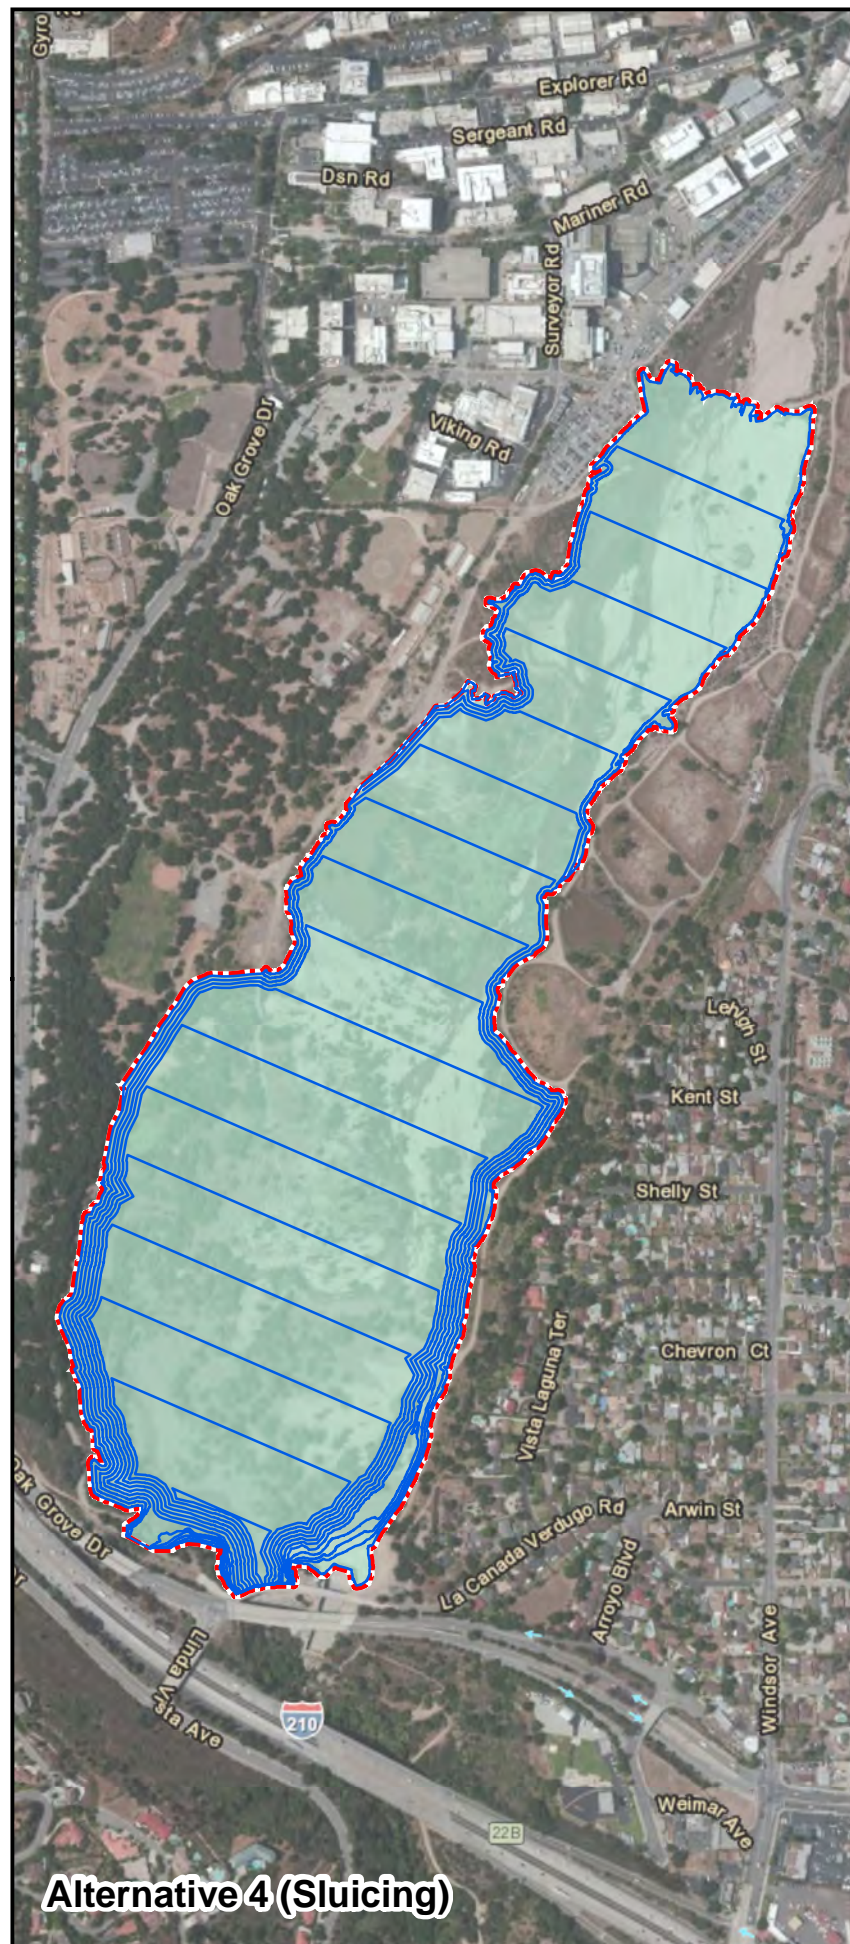 Gyro Rd
Explorer Rd
Sergeant Rd
Dsn Rd
Mariner Rd
Surveyor Rd
Oak Grove Dr
Viking Rd
Lehigh St
Kent St
Shelly St
Vista Laguna Ter
Chevron Ct
Oak Grove Dr
Arwin St
La Canada Verdugo Rd
Arroyo Blvd
Windsor Ave
Linda Vista Ave
210
Weimar Ave
22B
Alternative 4 (Sluicing)